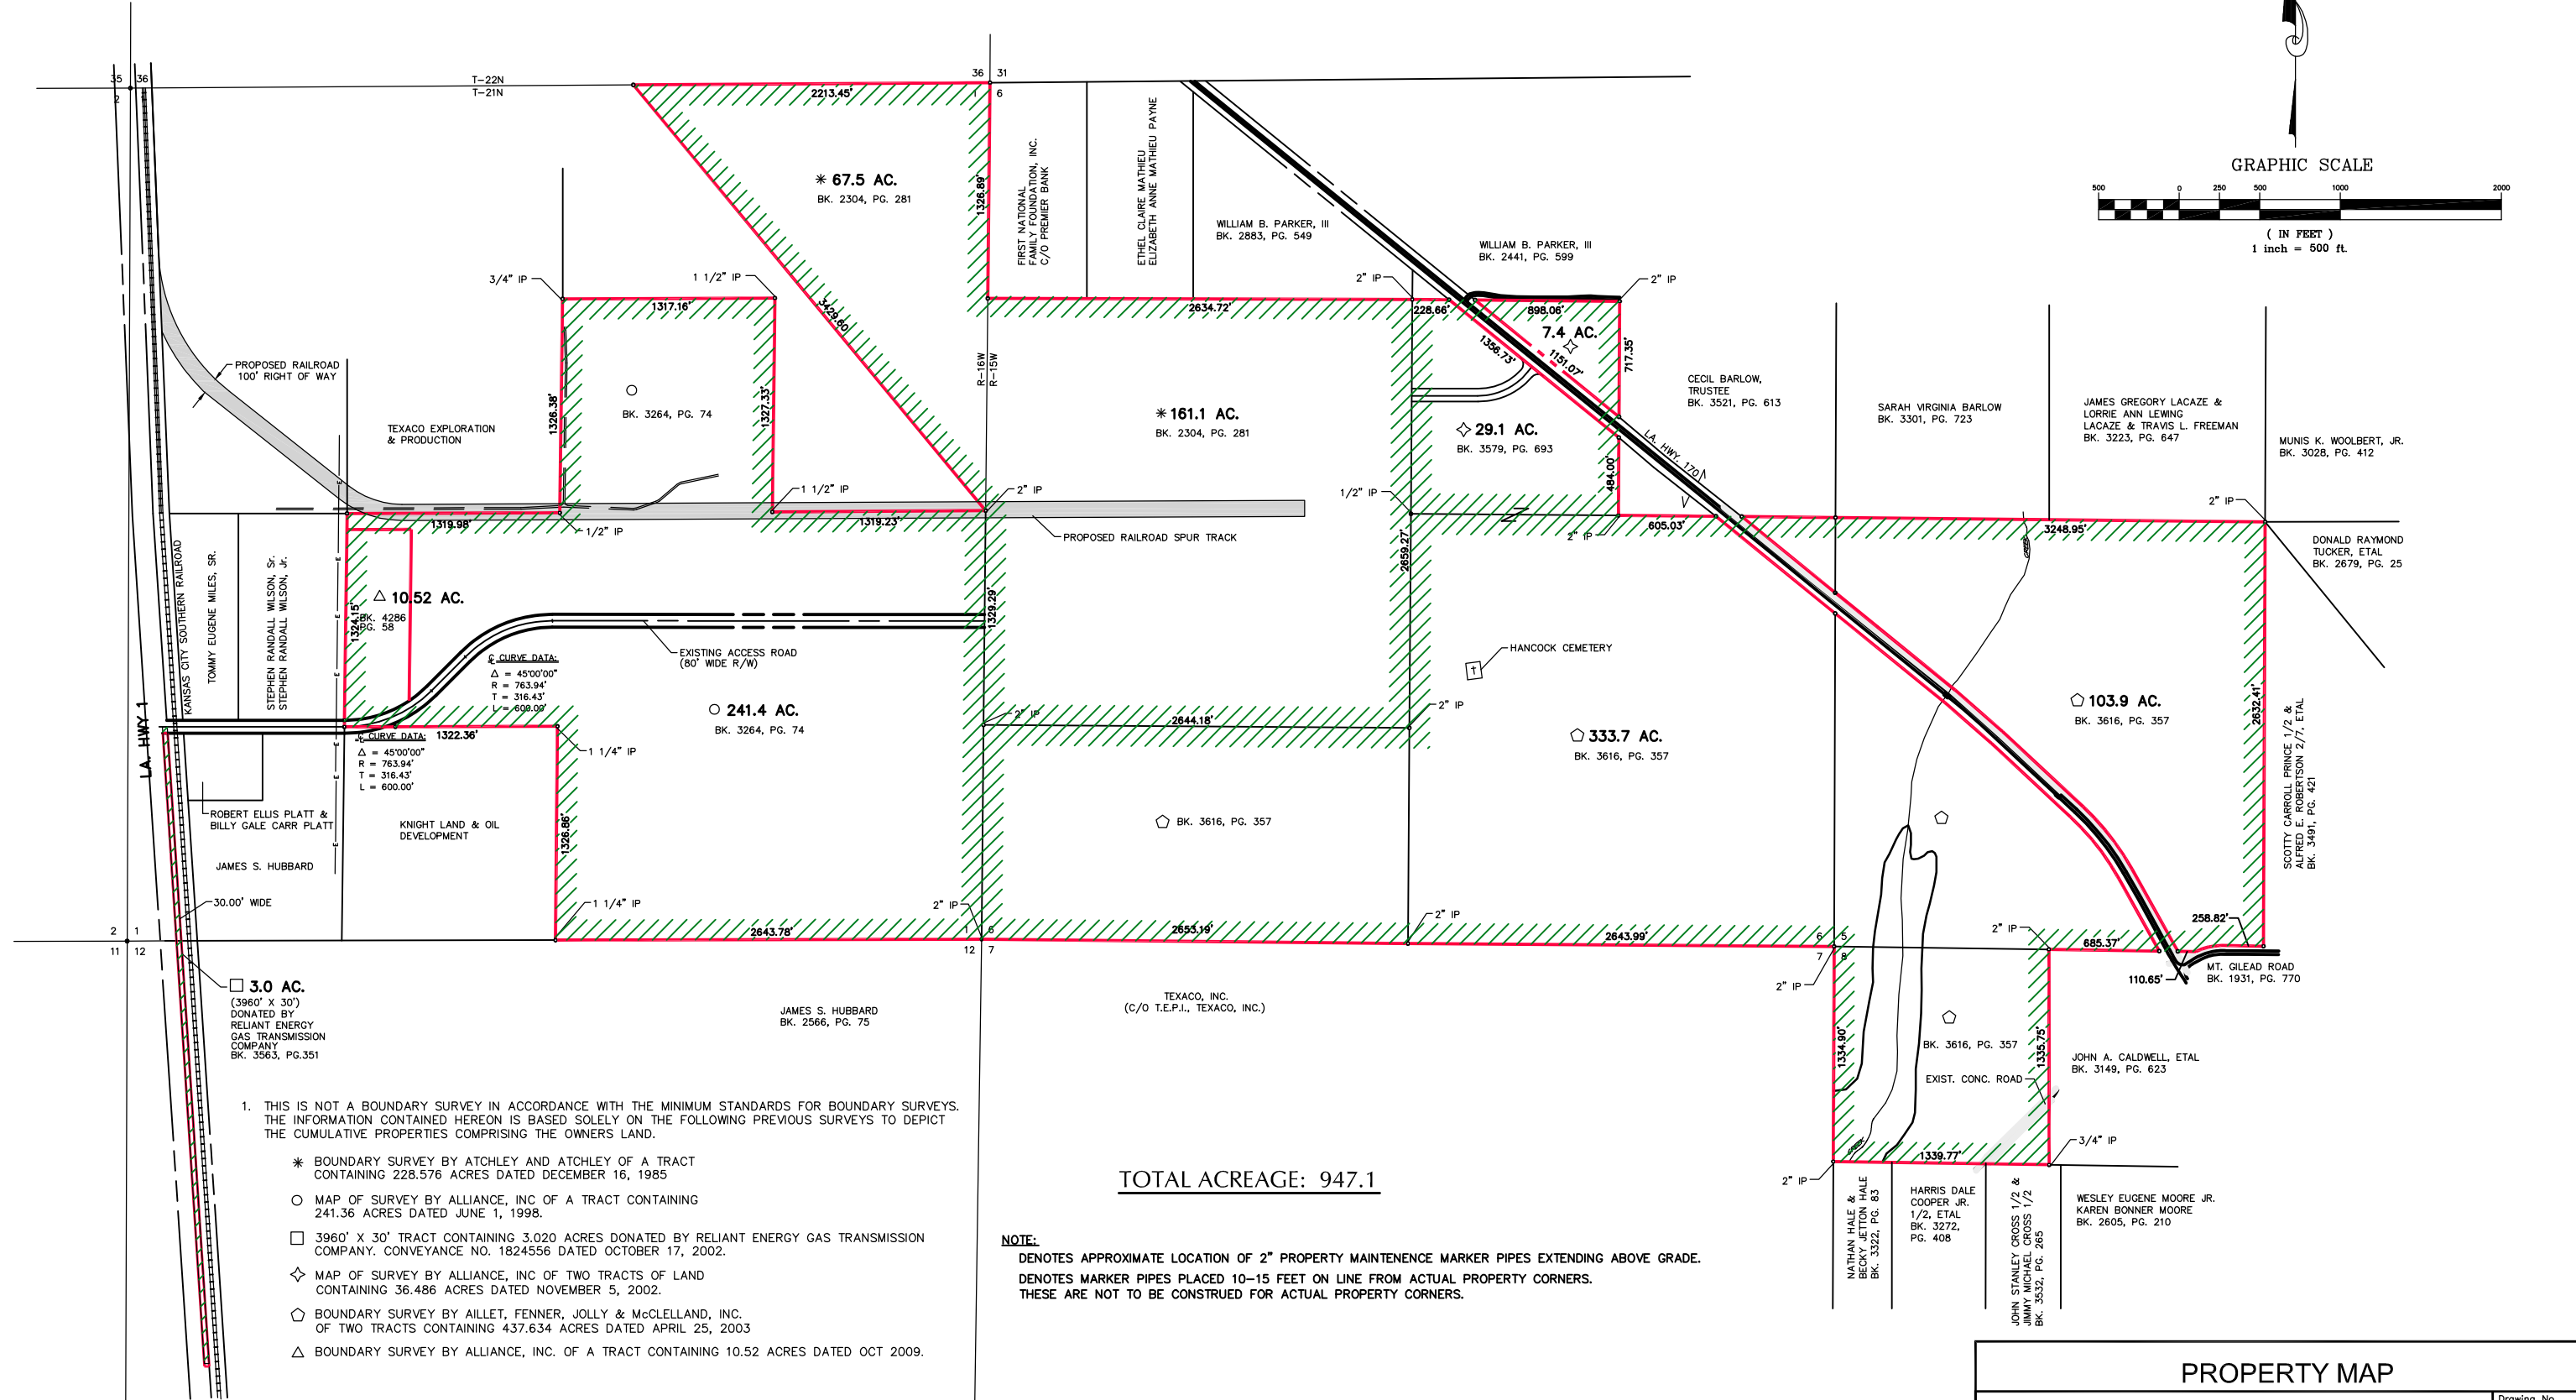 35 36
2
T-22N
T-21N
36 31
1 6
2213.45'
67.5 AC.
BK. 2304, PG. 281
1326.89'
3429.60'
FIRST NATIONAL
FAMILY FOUNDATION, INC.
C/O PREMIER BANK
ETHEL CLAIRE MATHIEU
ELIZABETH ANNE MATHIEU PAYNE
WILLIAM B. PARKER, III
BK. 2883, PG. 549
WILLIAM B. PARKER, III
BK. 2441, PG. 599
GRAPHIC SCALE
500 0 250 500 1000 2000
( IN FEET )
1 inch = 500 ft.
3/4" IP
1 1/2" IP
2" IP
2" IP
1317.16'
2634.72'
228.66'
898.06'
7.4 AC.
1151.07'
1356.73'
717.35'
PROPOSED RAILROAD
100' RIGHT OF WAY
TEXACO EXPLORATION
& PRODUCTION
1326.38'
BK. 3264, PG. 74
1327.33'
R-16W
R-15W
161.1 AC.
BK. 2304, PG. 281
29.1 AC.
BK. 3579, PG. 693
484.00'
LA. HWY. 170
CECIL BARLOW,
TRUSTEE
BK. 3521, PG. 613
SARAH VIRGINIA BARLOW
BK. 3301, PG. 723
JAMES GREGORY LACAZE &
LORRIE ANN LEWING
LACAZE & TRAVIS L. FREEMAN
BK. 3223, PG. 647
MUNIS K. WOOLBERT, JR.
BK. 3028, PG. 412
1 1/2" IP
2" IP
1/2" IP
2" IP
1319.98'
1/2" IP
1319.23'
PROPOSED RAILROAD SPUR TRACK
2659.27'
605.03'
2" IP
3248.95'
DONALD RAYMOND
TUCKER, ETAL
BK. 2679, PG. 25
KANSAS CITY SOUTHERN RAILROAD
TOMMY EUGENE MILES, SR.
STEPHEN RANDALL WILSON, Sr.
STEPHEN RANDALL WILSON, Jr.
E
E
E
E
E
E
E
10.52 AC.
BK. 4286
PG. 58
1324.15'
1329.29'
EXISTING ACCESS ROAD
(80' WIDE R/W)
℄ CURVE DATA:
Δ = 45°00'00"
R = 763.94'
T = 316.43'
L = 600.00'
HANCOCK CEMETERY
LA. HWY 1
241.4 AC.
BK. 3264, PG. 74
2" IP
2644.18'
2" IP
333.7 AC.
BK. 3616, PG. 357
103.9 AC.
BK. 3616, PG. 357
2632.41'
SCOTTY CARROLL PRINCE 1/2 &
ALFRED E. ROBERTSON 2/7, ETAL
BK. 3491, PG. 421
℄ CURVE DATA:
Δ = 45°00'00"
R = 763.94'
T = 316.43'
L = 600.00'
1322.36'
1 1/4" IP
ROBERT ELLIS PLATT &
BILLY GALE CARR PLATT
KNIGHT LAND & OIL
DEVELOPMENT
1326.86'
BK. 3616, PG. 357
JAMES S. HUBBARD
30.00' WIDE
1 1/4" IP
2" IP
2" IP
2" IP
258.82'
2 1
11 12
2643.78'
1 6
12 7
2653.19'
2643.99'
6 5
7 8
685.37'
110.65'
MT. GILEAD ROAD
BK. 1931, PG. 770
2" IP
3.0 AC.
(3960' X 30')
DONATED BY
RELIANT ENERGY
GAS TRANSMISSION
COMPANY
BK. 3563, PG.351
JAMES S. HUBBARD
BK. 2566, PG. 75
TEXACO, INC.
(C/O T.E.P.I., TEXACO, INC.)
1334.90'
BK. 3616, PG. 357
EXIST. CONC. ROAD
1335.75'
JOHN A. CALDWELL, ETAL
BK. 3149, PG. 623
1339.77'
3/4" IP
2" IP
NATHAN HALE &
BECKY JETTON HALE
BK. 3322, PG. 83
HARRIS DALE
COOPER JR.
1/2, ETAL
BK. 3272,
PG. 408
JOHN STANLEY CROSS 1/2 &
JIMMY MICHAEL CROSS 1/2
BK. 3532, PG. 265
WESLEY EUGENE MOORE JR.
KAREN BONNER MOORE
BK. 2605, PG. 210
1. THIS IS NOT A BOUNDARY SURVEY IN ACCORDANCE WITH THE MINIMUM STANDARDS FOR BOUNDARY SURVEYS.
THE INFORMATION CONTAINED HEREON IS BASED SOLELY ON THE FOLLOWING PREVIOUS SURVEYS TO DEPICT
THE CUMULATIVE PROPERTIES COMPRISING THE OWNERS LAND.
BOUNDARY SURVEY BY ATCHLEY AND ATCHLEY OF A TRACT
CONTAINING 228.576 ACRES DATED DECEMBER 16, 1985
MAP OF SURVEY BY ALLIANCE, INC OF A TRACT CONTAINING
241.36 ACRES DATED JUNE 1, 1998.
3960' X 30' TRACT CONTAINING 3.020 ACRES DONATED BY RELIANT ENERGY GAS TRANSMISSION
COMPANY. CONVEYANCE NO. 1824556 DATED OCTOBER 17, 2002.
MAP OF SURVEY BY ALLIANCE, INC OF TWO TRACTS OF LAND
CONTAINING 36.486 ACRES DATED NOVEMBER 5, 2002.
BOUNDARY SURVEY BY AILLET, FENNER, JOLLY & McCLELLAND, INC.
OF TWO TRACTS CONTAINING 437.634 ACRES DATED APRIL 25, 2003
BOUNDARY SURVEY BY ALLIANCE, INC. OF A TRACT CONTAINING 10.52 ACRES DATED OCT 2009.
TOTAL ACREAGE: 947.1
NOTE:
DENOTES APPROXIMATE LOCATION OF 2" PROPERTY MAINTENENCE MARKER PIPES EXTENDING ABOVE GRADE.
DENOTES MARKER PIPES PLACED 10-15 FEET ON LINE FROM ACTUAL PROPERTY CORNERS.
THESE ARE NOT TO BE CONSTRUED FOR ACTUAL PROPERTY CORNERS.
PROPERTY MAP
Drawing No.